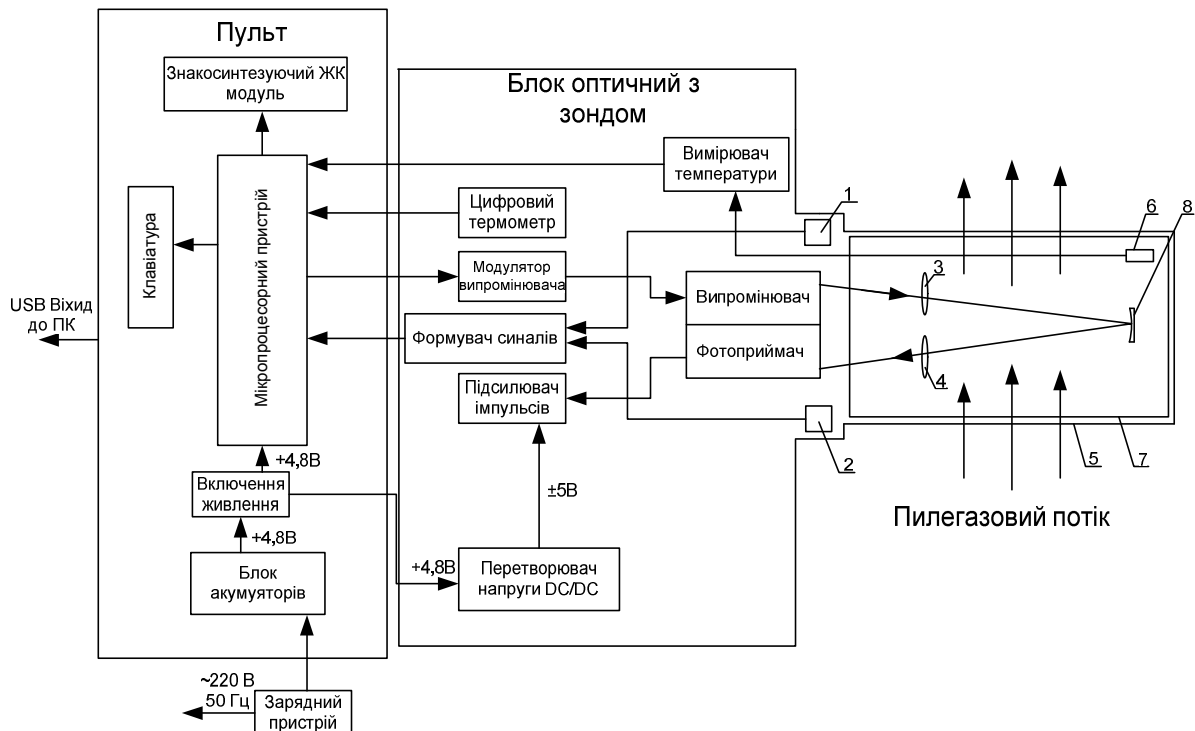 Пульт
Знакосинтезуючий ЖК
модуль
Мікропроцесорний пристрій
Клавіатура
USB Віхид
до ПК
+4,8В
Включення
живлення
+4,8В
Блок
акумуяторів
~220 В
50 Гц
Зарядний
пристрій
Блок оптичний з
зондом
Вимірювач
температури
Цифровий
термометр
Модулятор
випромінювача
Формувач синалів
Підсилювач
імпульсів
±5В
+4,8В
Перетворювач
напруги DC/DC
Випромінювач
Фотоприймач
1
2
3
4
5
6
7
8
Пилегазовий потік